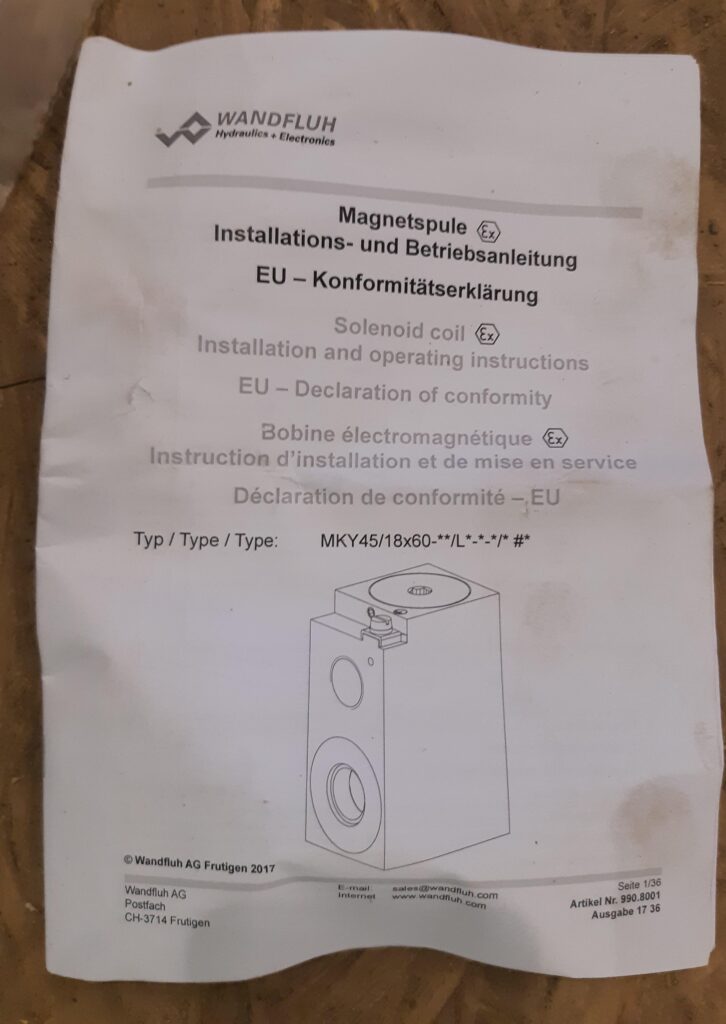 WANDFLUH
Hydraulics + Electronics
Magnetspule Ex
Installations- und Betriebsanleitung
EU – Konformitätserklärung
Solenoid coil Ex
Installation and operating instructions
EU – Declaration of conformity
Bobine électromagnétique Ex
Instruction d'installation et de mise en service
Déclaration de conformité – EU
Typ / Type / Type: MKY45/18x60-**/L*-*-*/* #*
© Wandfluh AG Frutigen 2017
Wandfluh AG
Postfach
CH-3714 Frutigen
E-mail sales@wandfluh.com
Internet www.wandfluh.com
Seite 1/36
Artikel Nr. 990.8001
Ausgabe 17 36